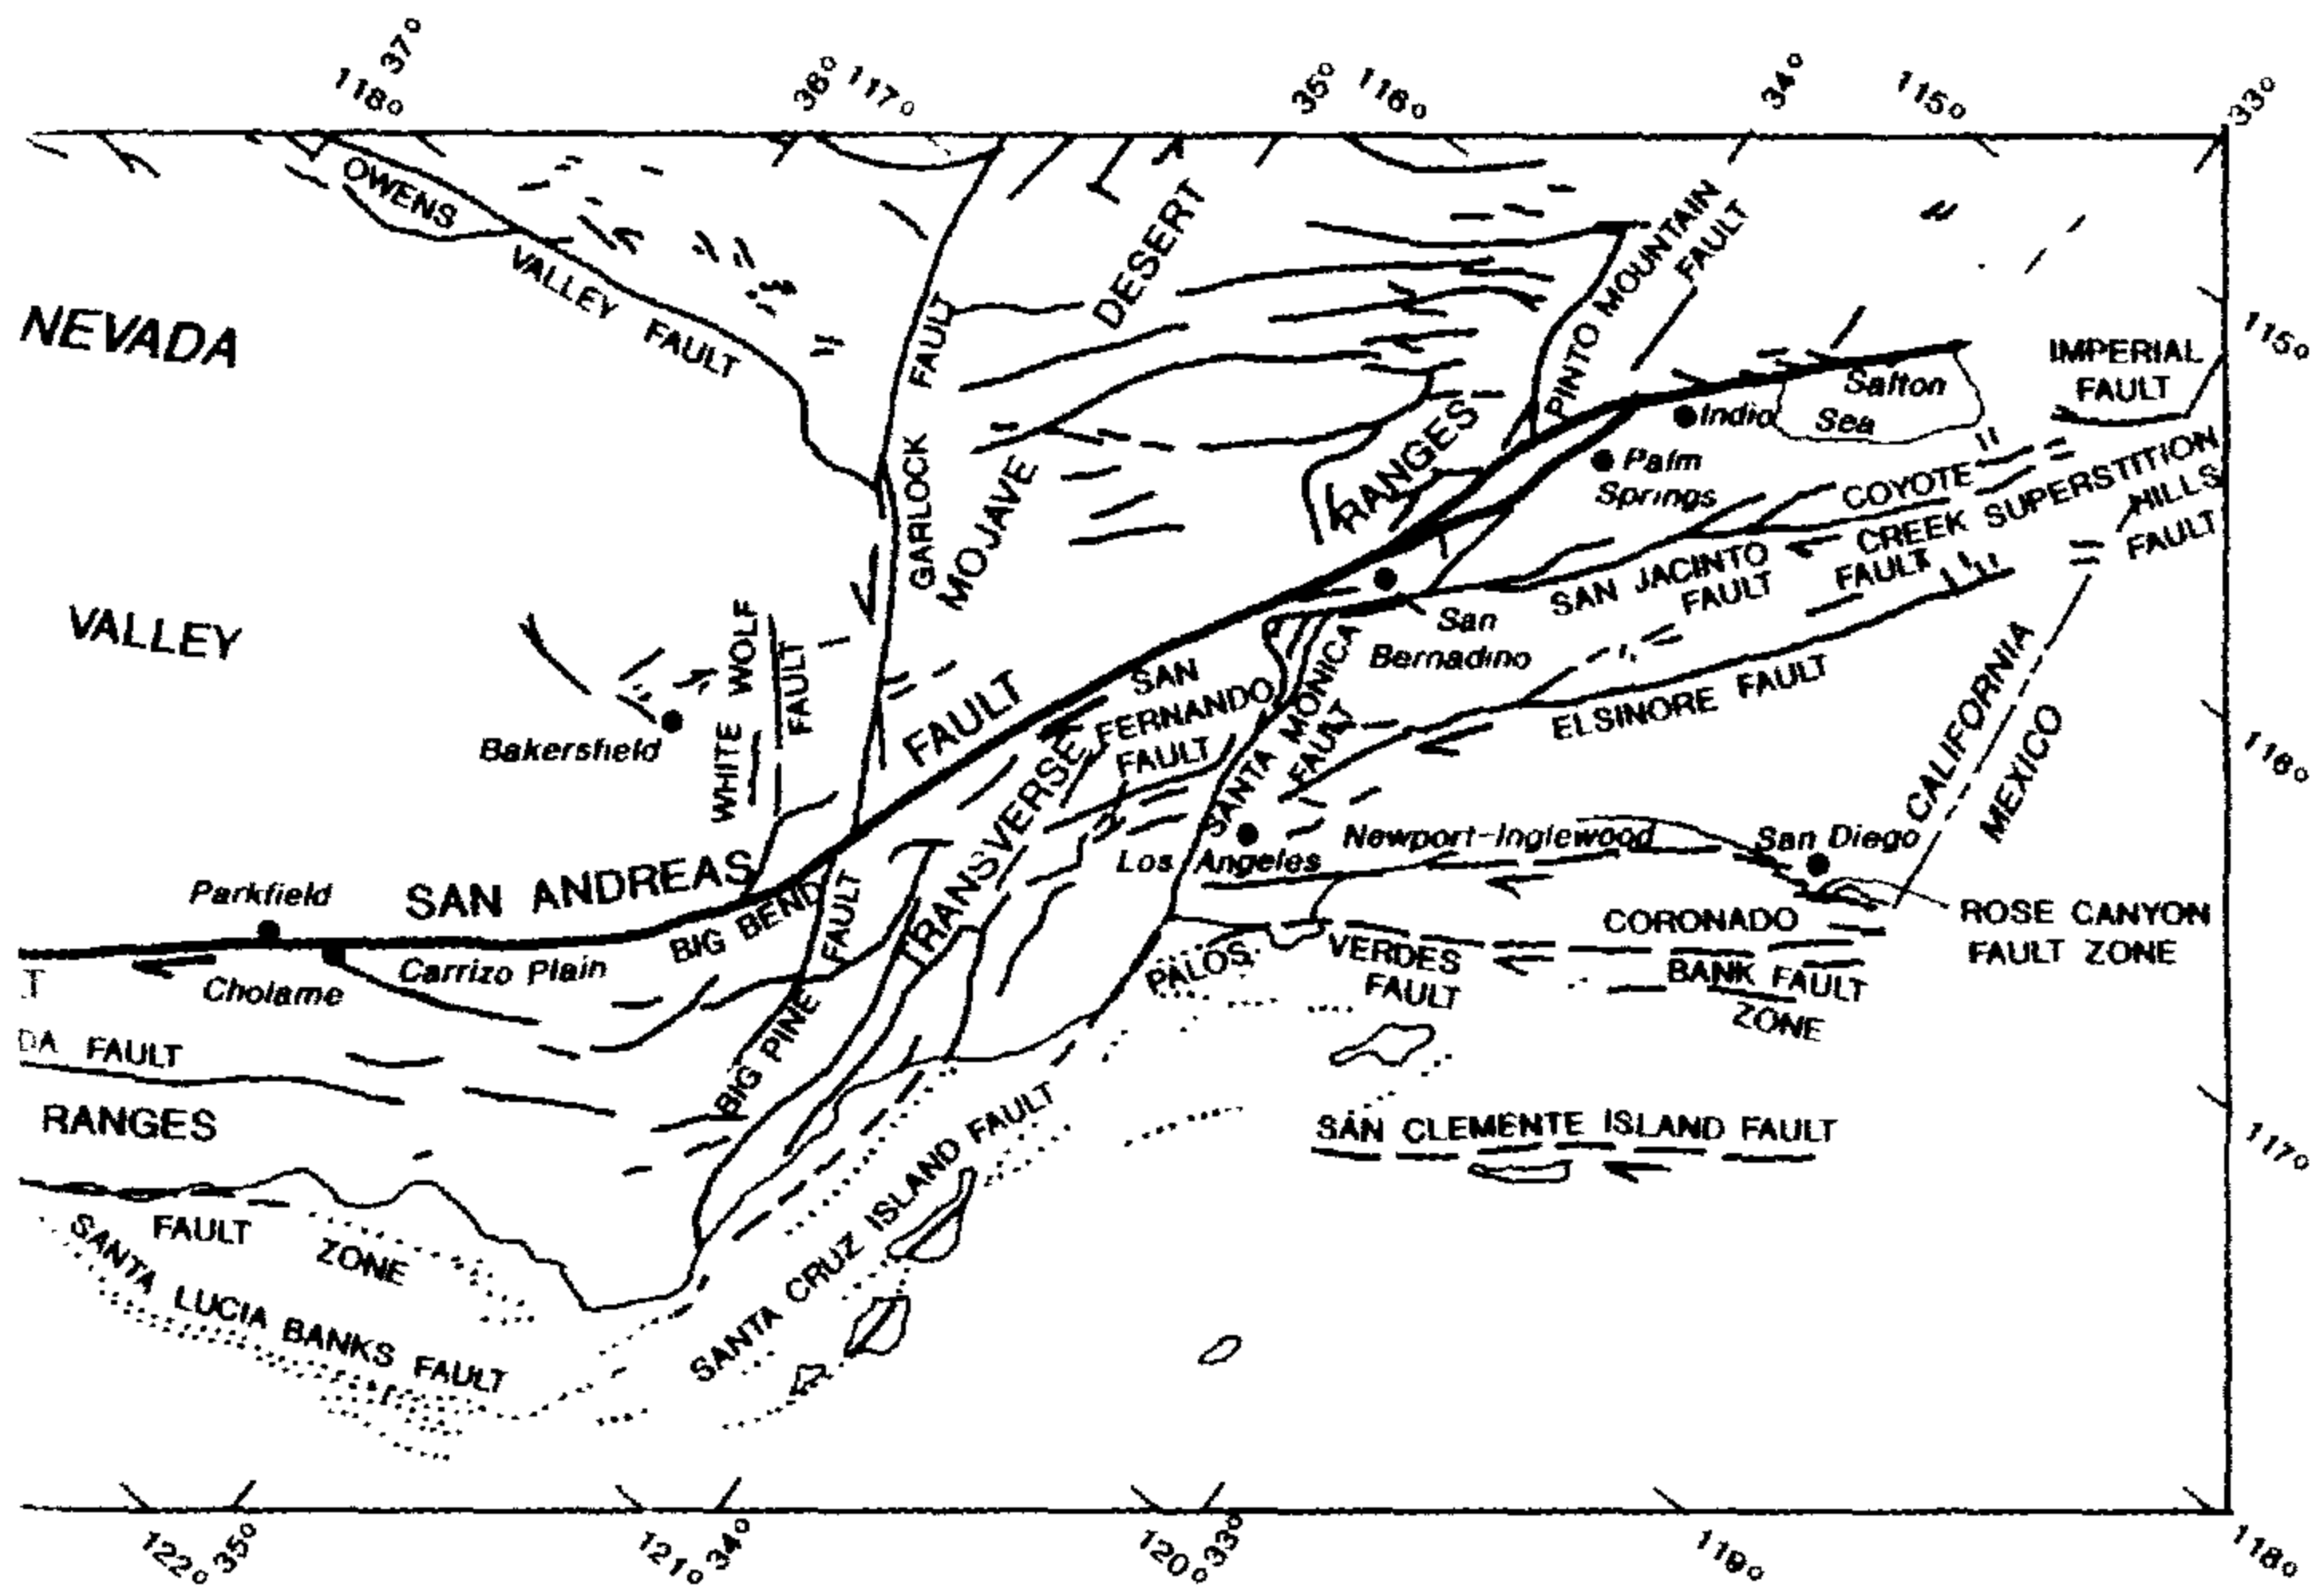 37°
118°
36°
117°
35°
116°
34°
115°
33°
OWENS
VALLEY FAULT
NEVADA
VALLEY
GARLOCK FAULT
MOJAVE DESERT
RANGES
PINTO MOUNTAIN
FAULT
IMPERIAL
FAULT
115°
Salton
Sea
Indio
Palm
Springs
COYOTE
CREEK
FAULT
SUPERSTITION
HILLS
FAULT
SAN JACINTO
FAULT
San
Bernadino
ELSINORE FAULT
CALIFORNIA
MEXICO
116°
WHITE WOLF
FAULT
Bakersfield
SAN
FERNANDO
FAULT
SANTA MONICA
FAULT
TRANSVERSE
Los Angeles
Newport-Inglewood
San Diego
ROSE CANYON
FAULT ZONE
Parkfield
SAN ANDREAS FAULT
BIG BEND
Cholame
Carrizo Plain
BIG PINE FAULT
PALOS VERDES
FAULT
CORONADO
BANK FAULT
ZONE
T
DA FAULT
RANGES
SAN CLEMENTE ISLAND FAULT
117°
FAULT ZONE
SANTA LUCIA BANKS FAULT
SANTA CRUZ ISLAND FAULT
122°
35°
121°
34°
120°
33°
119°
118°